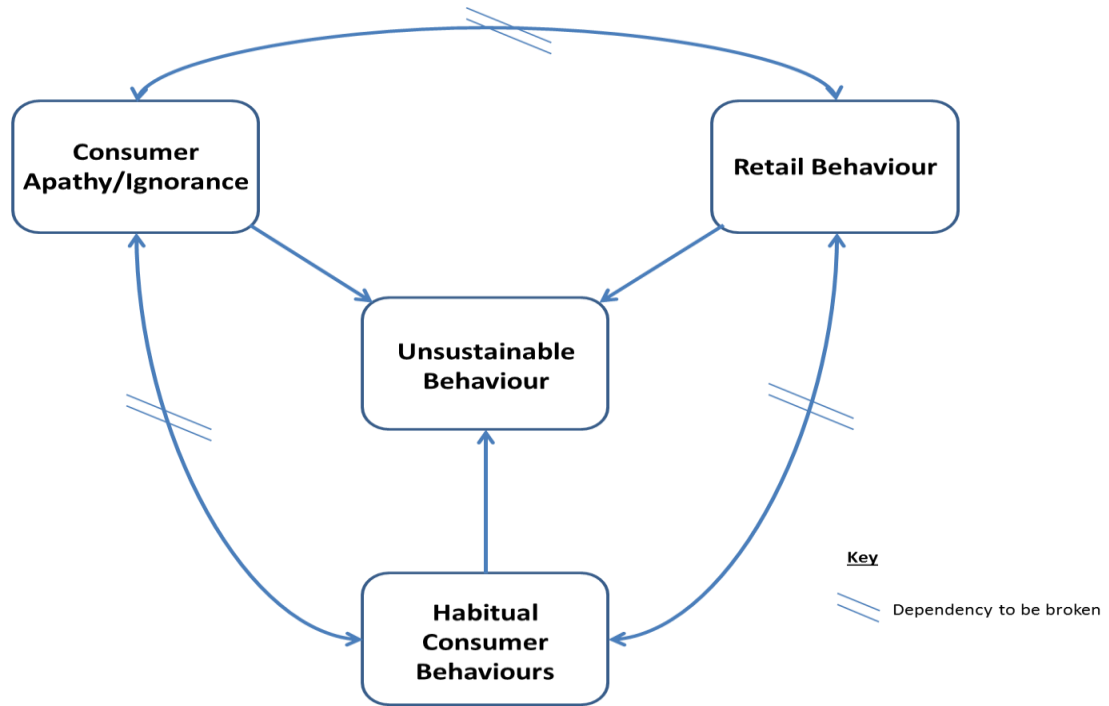 Consumer
Apathy/Ignorance
Retail Behaviour
Unsustainable
Behaviour
Habitual
Consumer
Behaviours
Key
Dependency to be broken